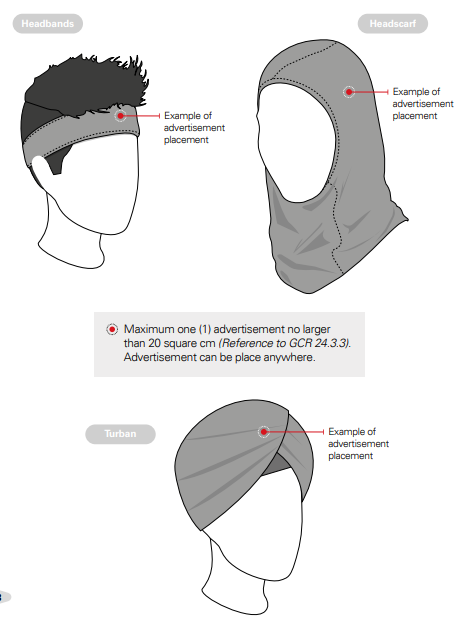 Headbands
Headscarf
Example of
advertisement
placement
Example of
advertisement
placement
Maximum one (1) advertisement no larger
than 20 square cm (Reference to GCR 24.3.3).
Advertisement can be place anywhere.
Turban
Example of
advertisement
placement